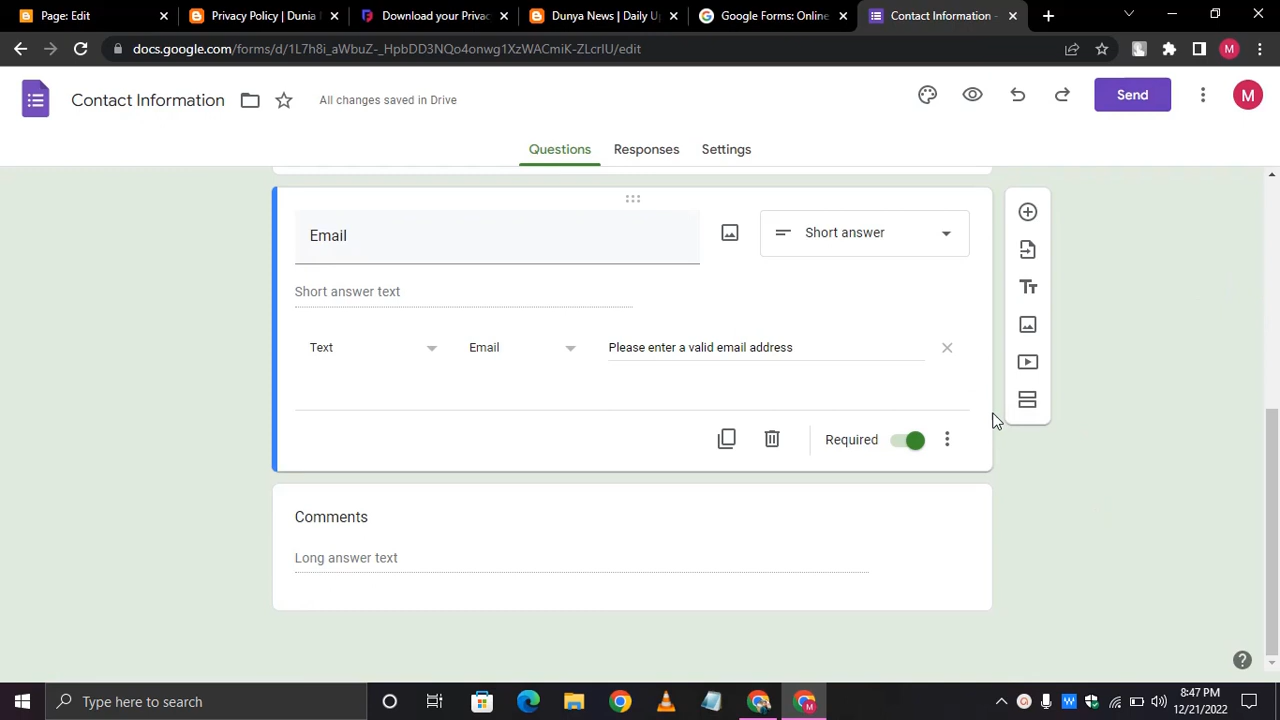 Page: Edit
Privacy Policy | Dunia
Download your Privac
Dunya News | Daily U
Google Forms: Online
Contact Information -
docs.google.com/forms/d/1L7h8i_aWbuZ-_HpbDD3NQo4onwg1XzWACmiK-ZLcrIU/edit
M
Contact Information
All changes saved in Drive
Send
M
Questions
Responses
Settings
Email
Short answer
Short answer text
Text
Email
Please enter a valid email address
Required
Comments
Long answer text
Type here to search
8:47 PM
12/21/2022